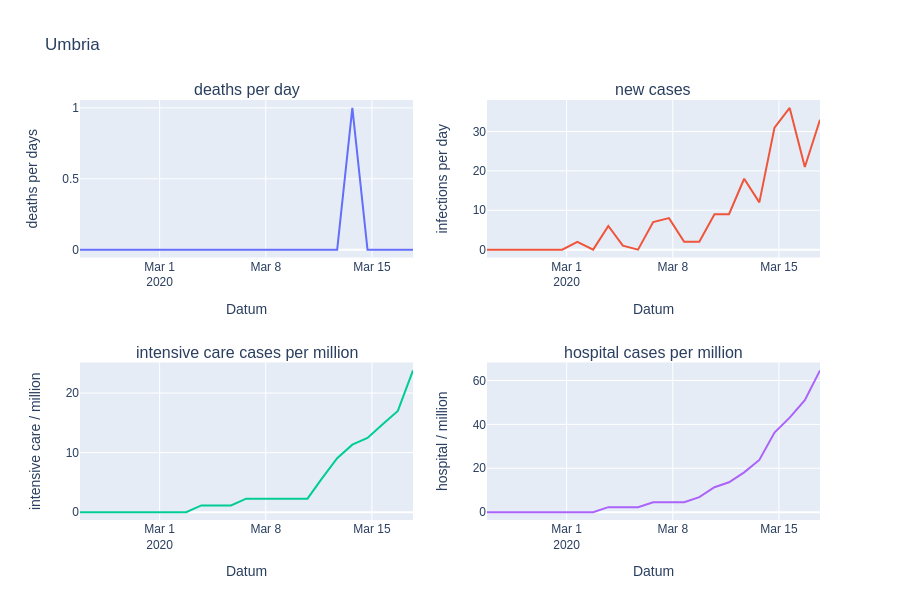 Umbria
deaths per day
new cases
deaths per days
1
0.5
0
Mar 1
2020
Mar 8
Mar 15
Datum
infections per day
30
20
10
0
Mar 1
2020
Mar 8
Mar 15
Datum
intensive care cases per million
hospital cases per million
intensive care / million
20
10
0
Mar 1
2020
Mar 8
Mar 15
Datum
hospital / million
60
40
20
0
Mar 1
2020
Mar 8
Mar 15
Datum